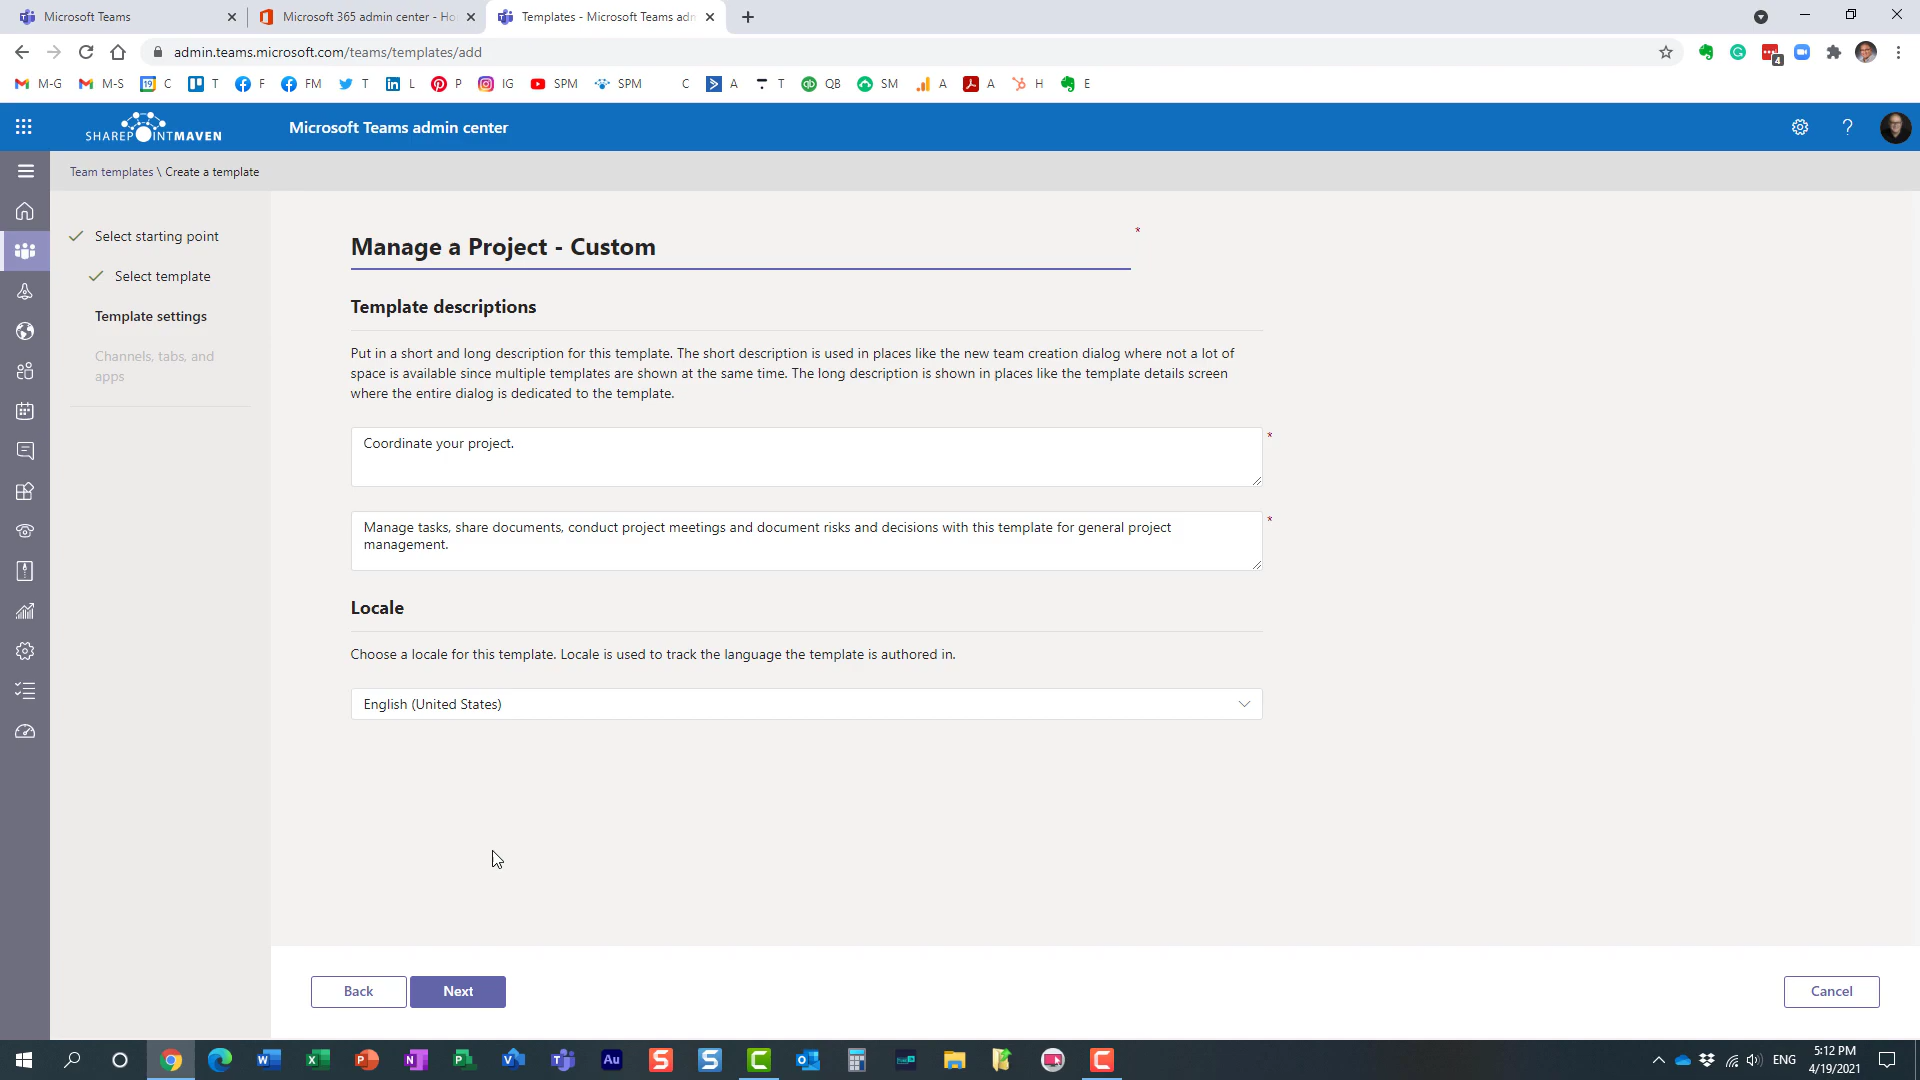 Microsoft Teams
Microsoft 365 admin center - Ho
Templates - Microsoft Teams adm
admin.teams.microsoft.com/teams/templates/add
4
M-G
M-S
19
C
T
F
FM
T
L
P
IG
SPM
SPM
C
A
T
QB
SM
A
A
H
E
SHAREPOINTMAVEN
Microsoft Teams admin center
Team templates \ Create a template
Select starting point
Select template
Template settings
Channels, tabs, and
apps
Manage a Project - Custom
*
Template descriptions
Put in a short and long description for this template. The short description is used in places like the new team creation dialog where not a lot of
space is available since multiple templates are shown at the same time. The long description is shown in places like the template details screen
where the entire dialog is dedicated to the template.
Coordinate your project.
*
Manage tasks, share documents, conduct project meetings and document risks and decisions with this template for general project
management.
*
Locale
Choose a locale for this template. Locale is used to track the language the template is authored in.
English (United States)
Back
Next
Cancel
ENG
5:12 PM
4/19/2021